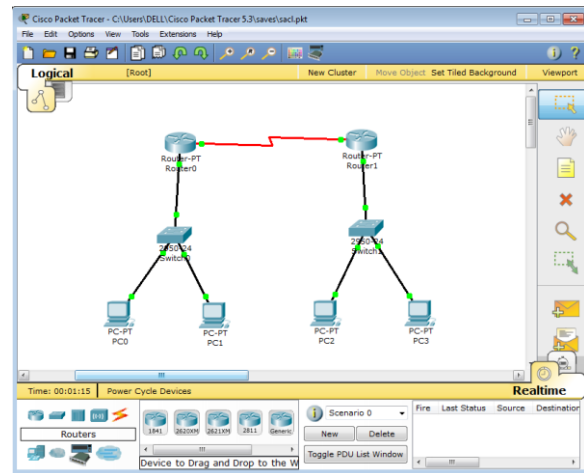 Cisco Packet Tracer - C:\Users\DELL\Cisco Packet Tracer 5.3\saves\sacl.pkt
File Edit Options View Tools Extensions Help
Logical [Root] New Cluster Move Object Set Tiled Background Viewport
Router-PT
Router0
Router-PT
Router1
2950-24
Switch0
2950-24
Switch1
PC-PT
PC0
PC-PT
PC1
PC-PT
PC2
PC-PT
PC3
Time: 00:01:15 Power Cycle Devices Realtime
Routers
1841 2620XM 2621XM 2811 Generic
Device to Drag and Drop to the W
Scenario 0
New Delete
Toggle PDU List Window
Fire Last Status Source Destination